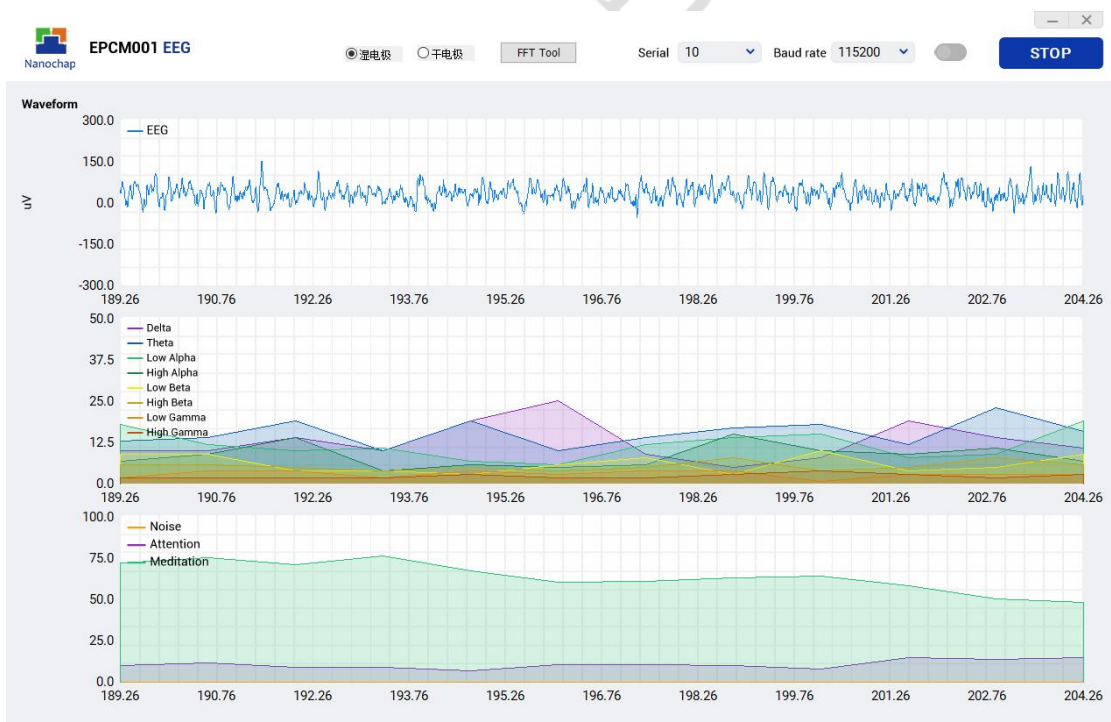 Nanochap
EPCM001 EEG
湿电极
干电极
FFT Tool
Serial 10
Baud rate 115200
STOP
Waveform
uV
300.0
150.0
0.0
-150.0
-300.0
EEG
189.26 190.76 192.26 193.76 195.26 196.76 198.26 199.76 201.26 202.76 204.26
50.0
37.5
25.0
12.5
0.0
Delta
Theta
Low Alpha
High Alpha
Low Beta
High Beta
Low Gamma
High Gamma
189.26 190.76 192.26 193.76 195.26 196.76 198.26 199.76 201.26 202.76 204.26
100.0
75.0
50.0
25.0
0.0
Noise
Attention
Meditation
189.26 190.76 192.26 193.76 195.26 196.76 198.26 199.76 201.26 202.76 204.26